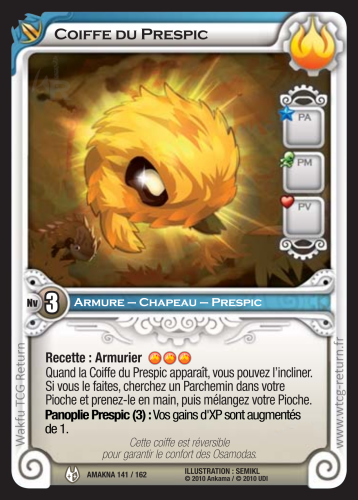 Coiffe du Prespic
PA
PM
PV
Nv 3 Armure – Chapeau – Prespic
Recette : Armurier
Quand la Coiffe du Prespic apparaît, vous pouvez l'incliner.
Si vous le faites, cherchez un Parchemin dans votre
Pioche et prenez-le en main, puis mélangez votre Pioche.
Panoplie Prespic (3) : Vos gains d'XP sont augmentés
de 1.
Cette coiffe est réversible
pour garantir le confort des Osamodas.
AMAKNA 141 / 162
ILLUSTRATION : SEMIKL
© 2010 Ankama / © 2010 UDI
Wakfu TCG Return
www.wtcg-return.fr